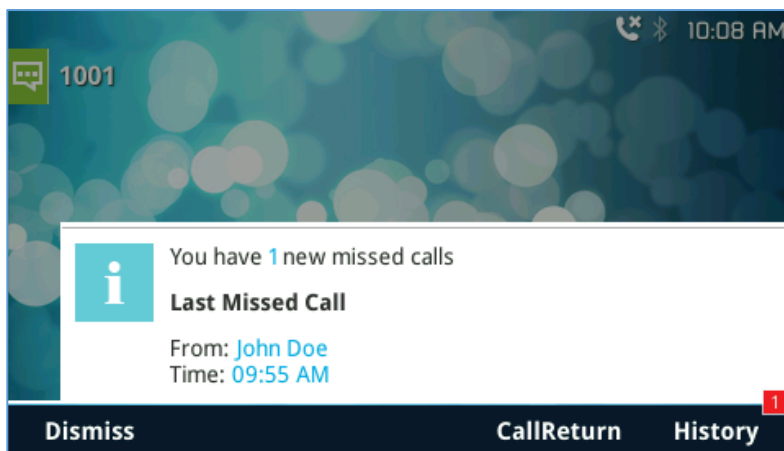 10:08 AM
1001
You have 1 new missed calls
Last Missed Call
From: John Doe
Time: 09:55 AM
1
Dismiss CallReturn History